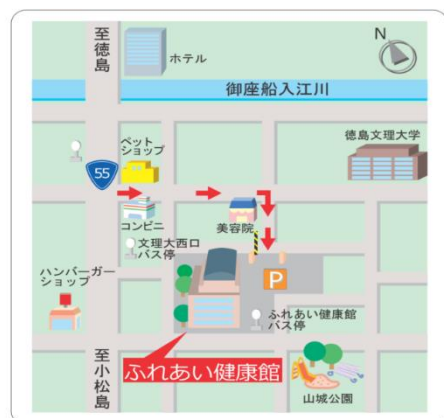 至徳島
ホテル
N
御座船入江川
徳島文理大学
ペット
ショップ
55
コンビニ
美容院
文理大西口
バス停
ハンバーガー
ショップ
P
ふれあい健康館
バス停
至小松島
ふれあい健康館
山城公園